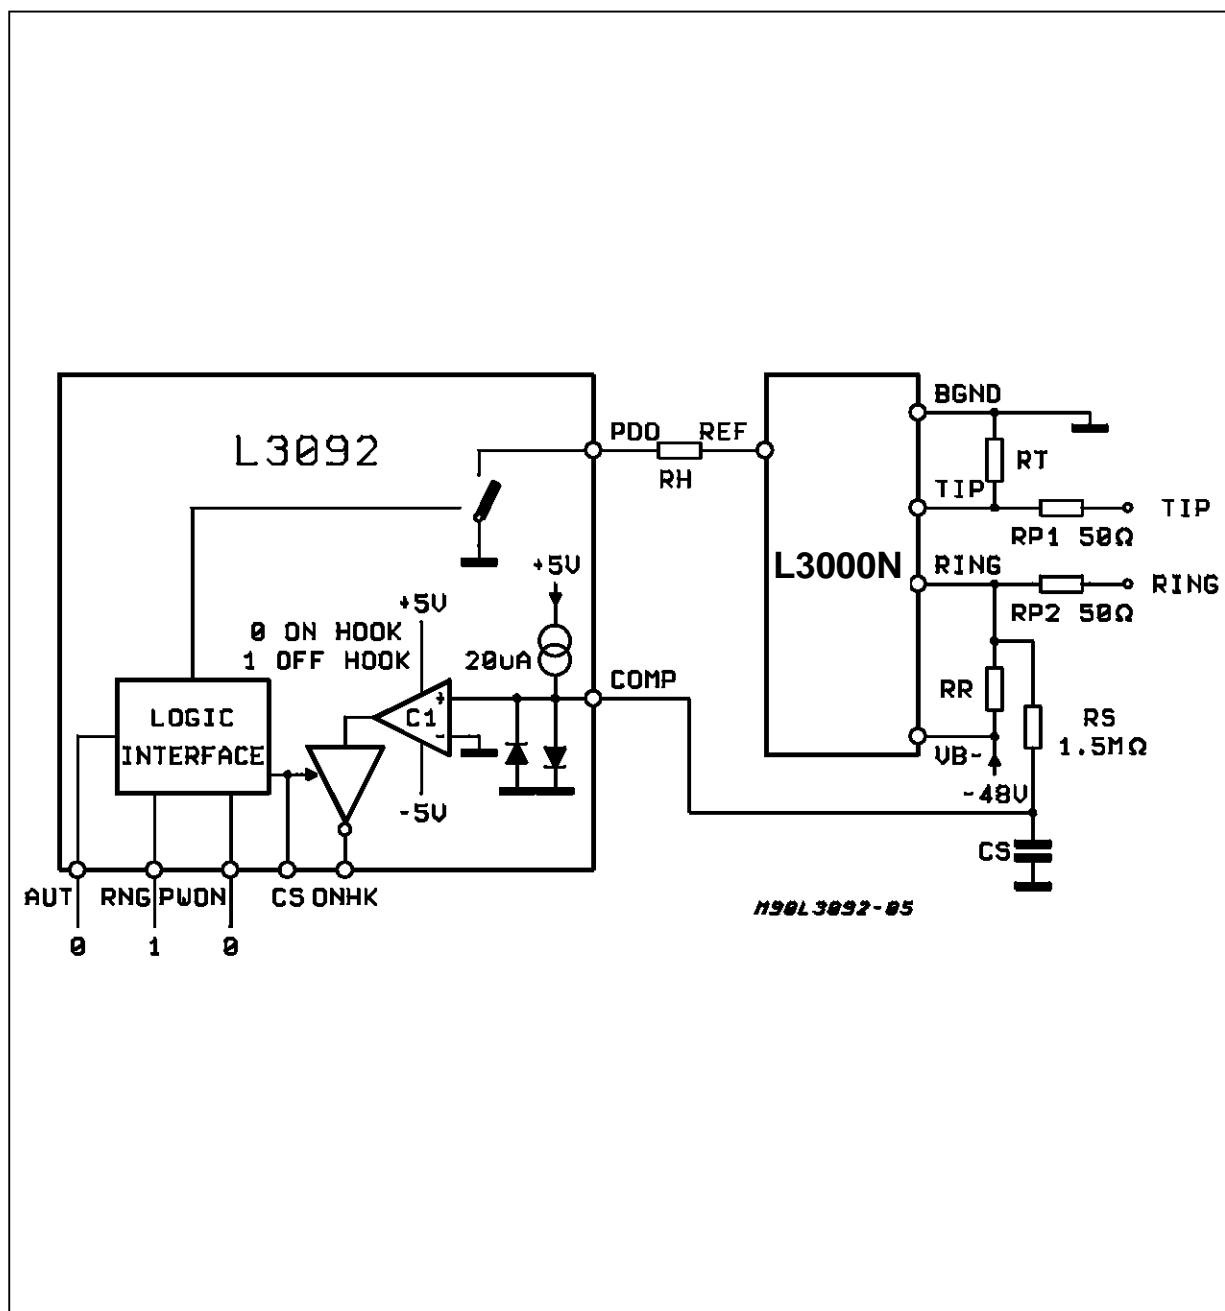 BGND
PDO
REF
L3092
RT
RH
TIP
TIP
RP1 50Ω
L3000N
+5V
RING
RING
+5V
RP2 50Ω
0 ON HOOK
1 OFF HOOK
20uA
COMP
RR
LOGIC
INTERFACE
+
C1
-
RS
1.5MΩ
VB-
-5V
-48V
CS
AUT
RNG
PWON
CS
ONHK
M90L3092-05
0
1
0